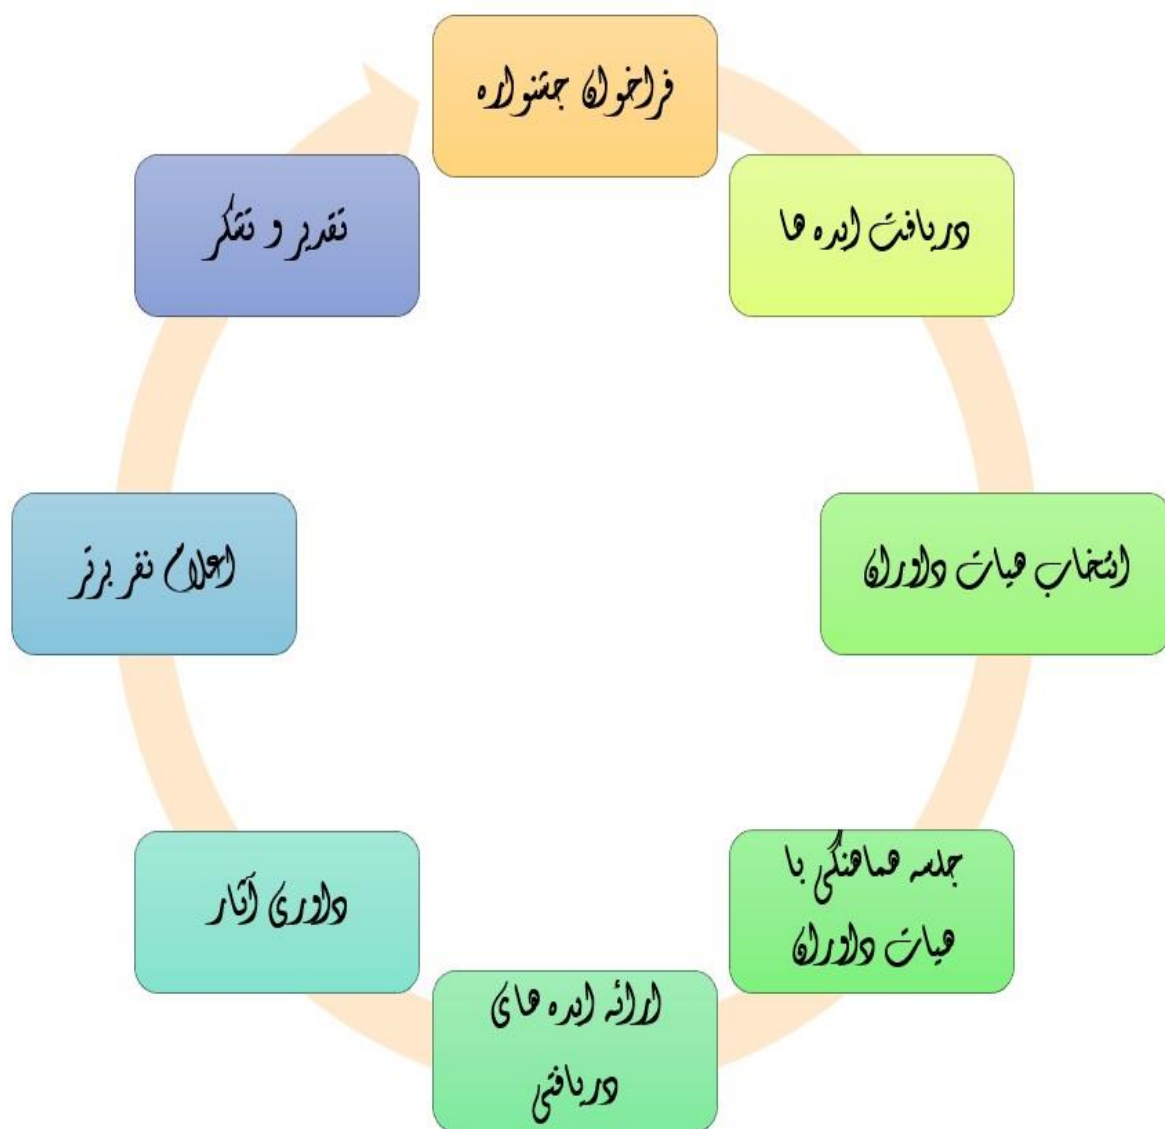 فراخوان جشنواره
دریافت ایده ها
انتخاب هیات داوران
جلسه هماهنگی با
هیات داوران
ارائه ایده های
دریافتی
داوری آثار
اعلام نفر برتر
تقدیر و تشکر